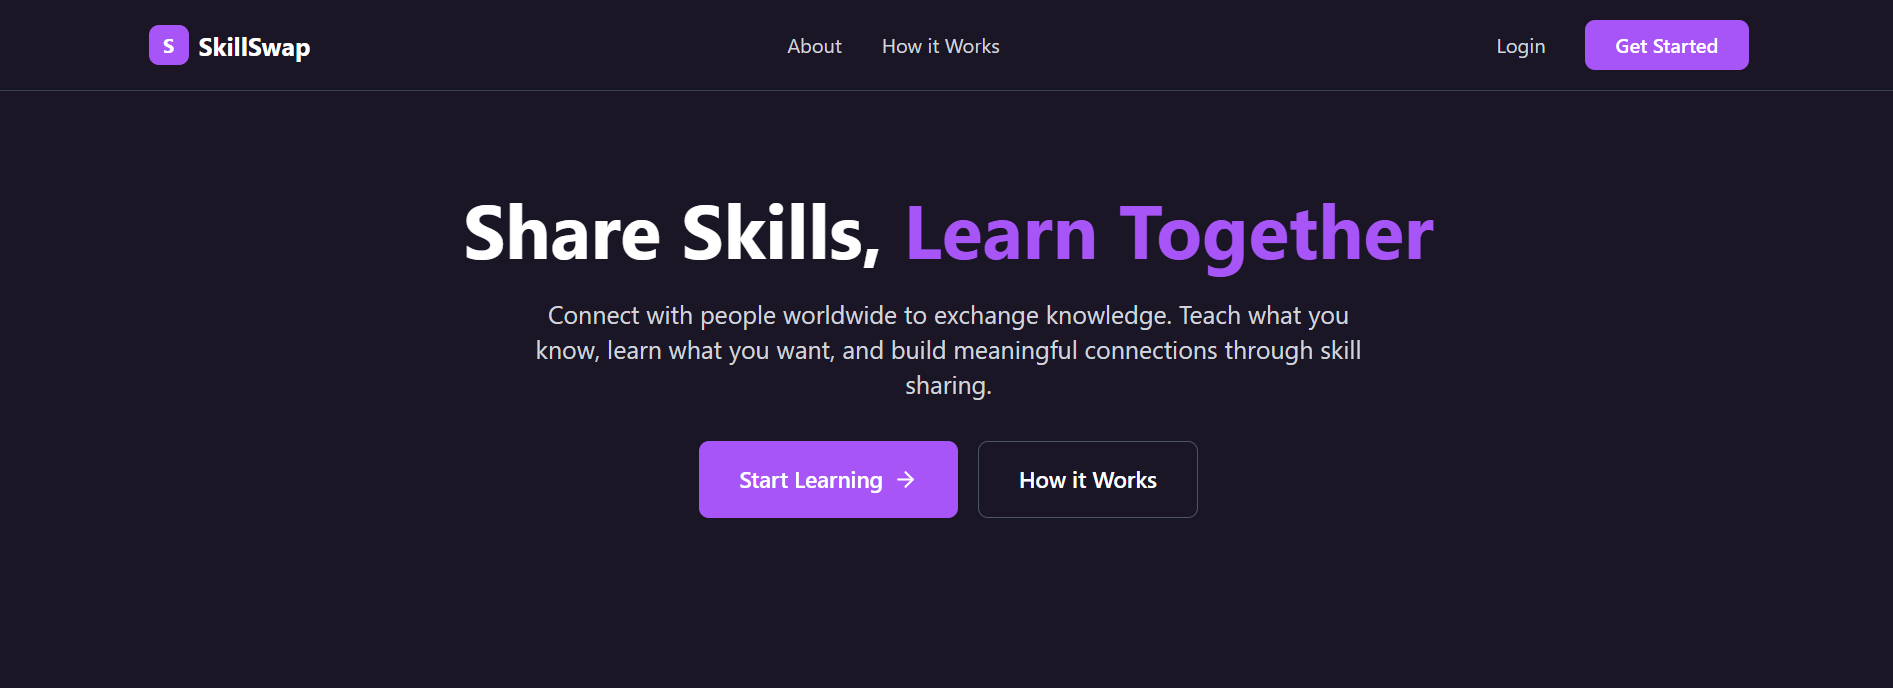 S SkillSwap
About
How it Works
Login
Get Started
Share Skills, Learn Together
Connect with people worldwide to exchange knowledge. Teach what you
know, learn what you want, and build meaningful connections through skill
sharing.
Start Learning →
How it Works